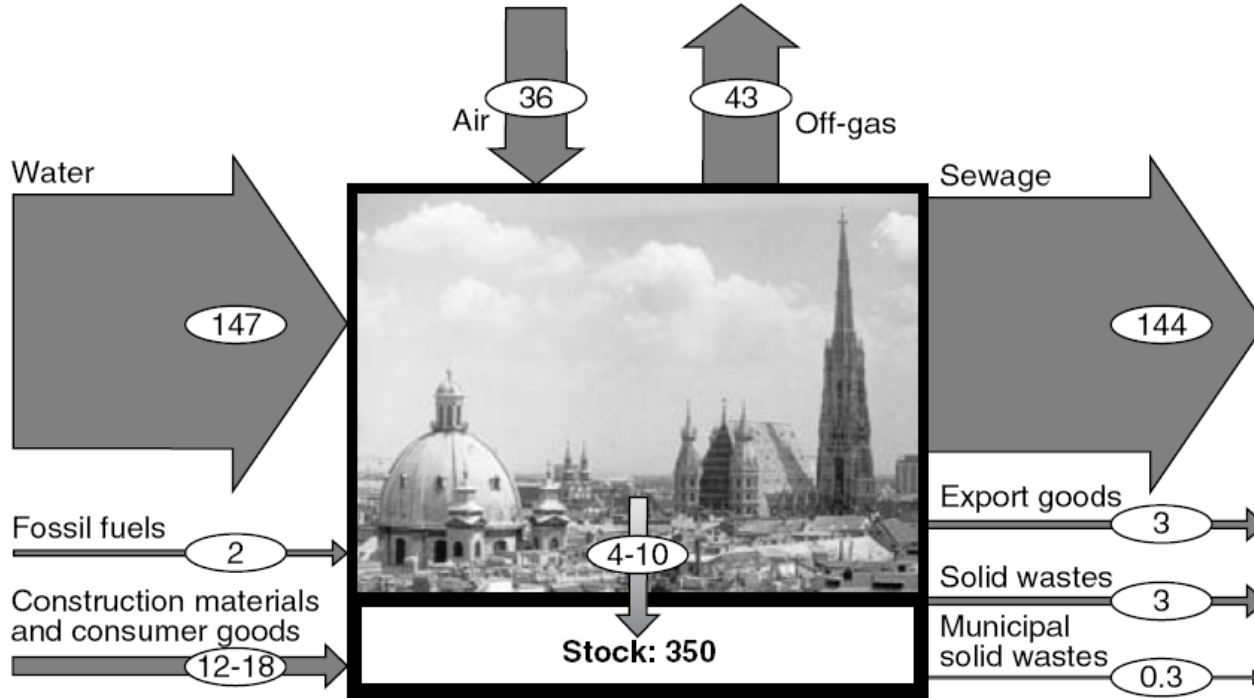 36
43
Air
Off-gas
Water
Sewage
147
144
Fossil fuels
2
Export goods
3
4-10
Construction materials
and consumer goods
12-18
Solid wastes
3
Stock: 350
Municipal
solid wastes
0.3